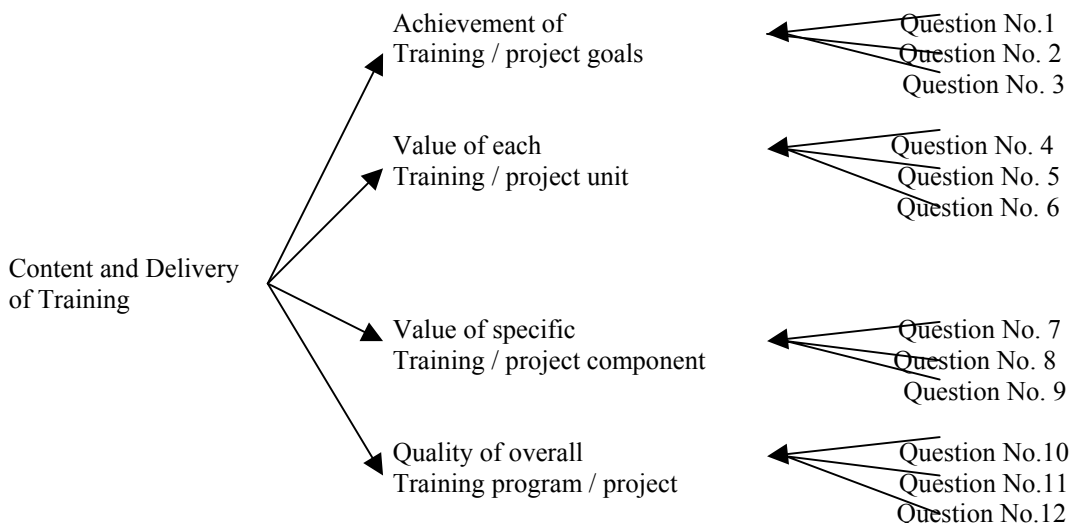 Achievement of
Training / project goals
Question No.1
Question No. 2
Question No. 3
Value of each
Training / project unit
Question No. 4
Question No. 5
Question No. 6
Content and Delivery
of Training
Value of specific
Training / project component
Question No. 7
Question No. 8
Question No. 9
Quality of overall
Training program / project
Question No.10
Question No.11
Question No.12